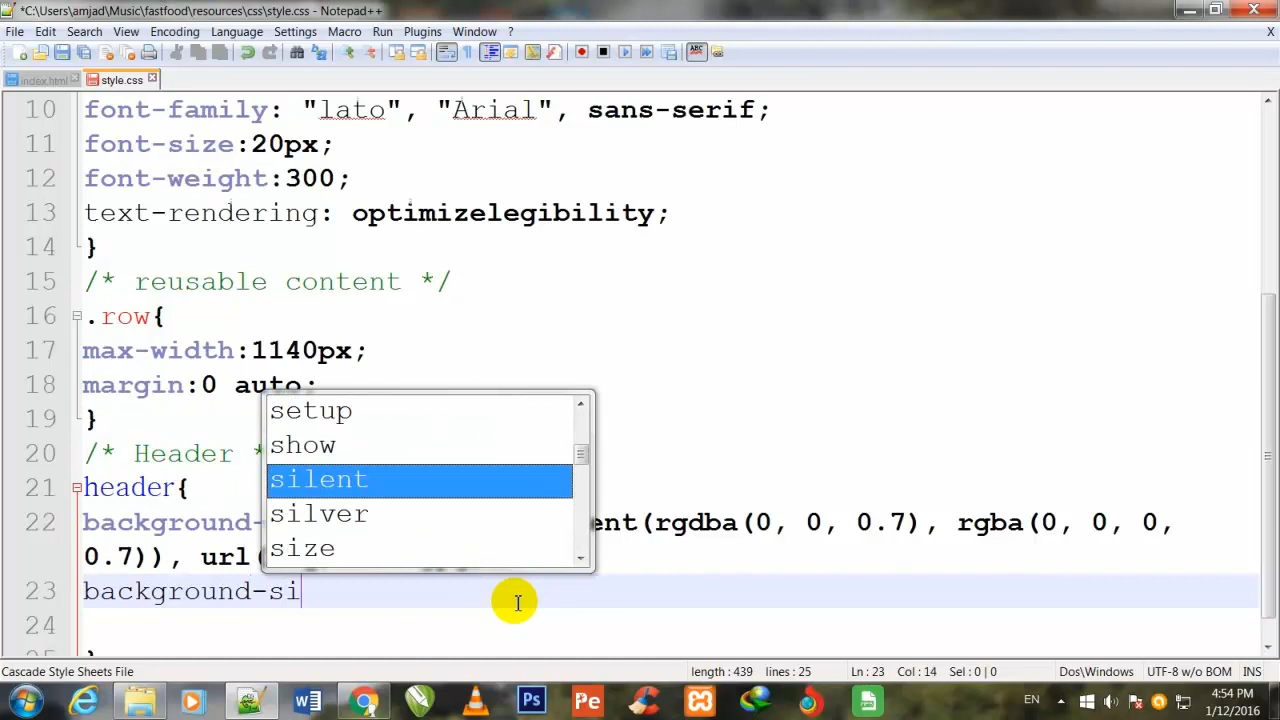 *C:\Users\amjad\Music\fastfood\resources\css\style.css - Notepad++
File Edit Search View Encoding Language Settings Macro Run Plugins Window ? X
index.html style.css
10 font-family: "lato", "Arial", sans-serif;
11 font-size:20px;
12 font-weight:300;
13 text-rendering: optimizelegibility;
14 }
15 /* reusable content */
16 .row{
17 max-width:1140px;
18 margin:0 auto;
19 }
20 /* Header *
21 header{
22 background- ent(rgdba(0, 0, 0.7), rgba(0, 0, 0,
0.7)), url(
23 background-si
24
setup
show
silent
silver
size
Cascade Style Sheets File length : 439 lines : 25 Ln : 23 Col : 14 Sel : 0 | 0 Dos\Windows UTF-8 w/o BOM INS
EN 4:54 PM
1/12/2016